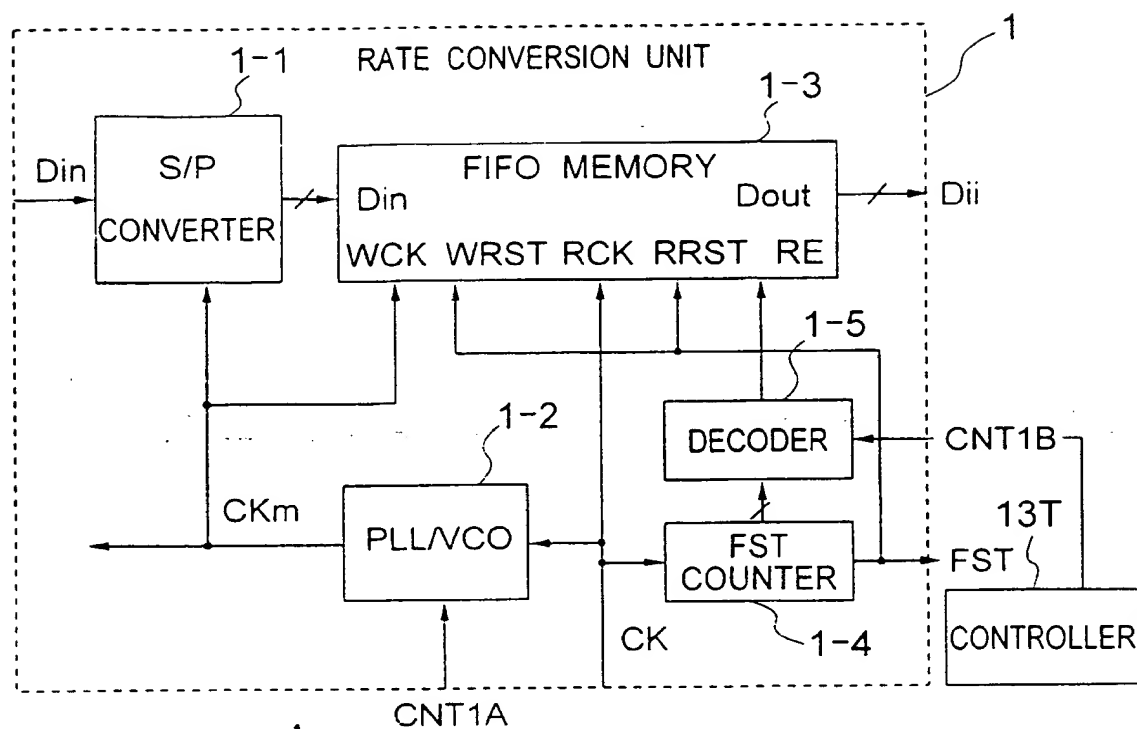 RATE CONVERSION UNIT
1
1-1
1-3
Din
S/P
CONVERTER
FIFO MEMORY
Din
Dout
Dii
WCK WRST RCK RRST RE
1-5
1-2
DECODER
CNT1B
CKm
PLL/VCO
13T
FST
COUNTER
FST
CK
1-4
CONTROLLER
CNT1A